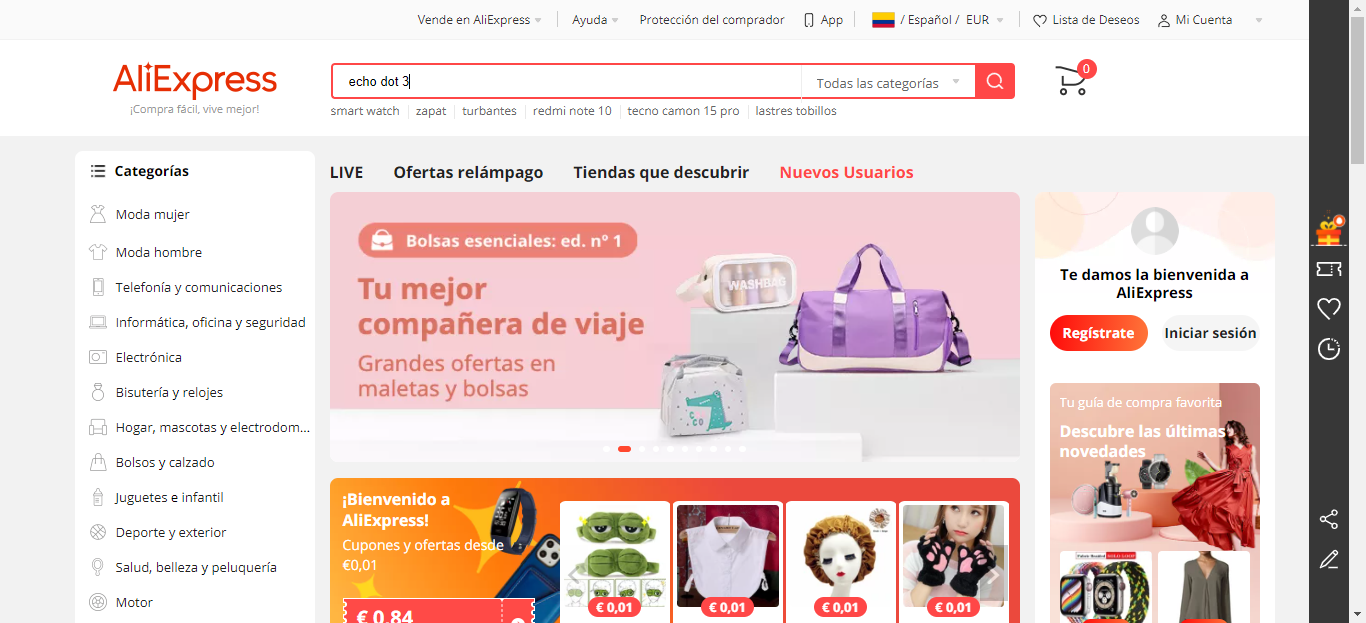 Vende en AliExpress
Ayuda
Protección del comprador
App
/ Español / EUR
Lista de Deseos
Mi Cuenta
AliExpress
¡Compra fácil, vive mejor!
echo dot 3
Todas las categorías
0
smart watch
zapat
turbantes
redmi note 10
tecno camon 15 pro
lastres tobillos
Categorías
Moda mujer
Moda hombre
Telefonía y comunicaciones
Informática, oficina y seguridad
Electrónica
Bisutería y relojes
Hogar, mascotas y electrodom...
Bolsos y calzado
Juguetes e infantil
Deporte y exterior
Salud, belleza y peluquería
Motor
LIVE
Ofertas relámpago
Tiendas que descubrir
Nuevos Usuarios
Bolsas esenciales: ed. nº 1
Tu mejor
compañera de viaje
Grandes ofertas en
maletas y bolsas
WASHBAG
¡Bienvenido a
AliExpress!
Cupones y ofertas desde
€0,01
€ 0,84
€ 0,01
€ 0,01
€ 0,01
€ 0,01
Te damos la bienvenida a
AliExpress
Regístrate
Iniciar sesión
Tu guía de compra favorita
Descubre las últimas
novedades